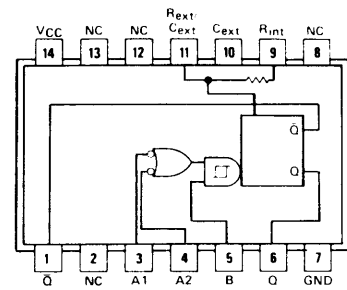 Rext/
VCC NC NC Cext Cext Rint NC
14 13 12 11 10 9 8
Q̅
Q
1 2 3 4 5 6 7
Q̅ NC A1 A2 B Q GND